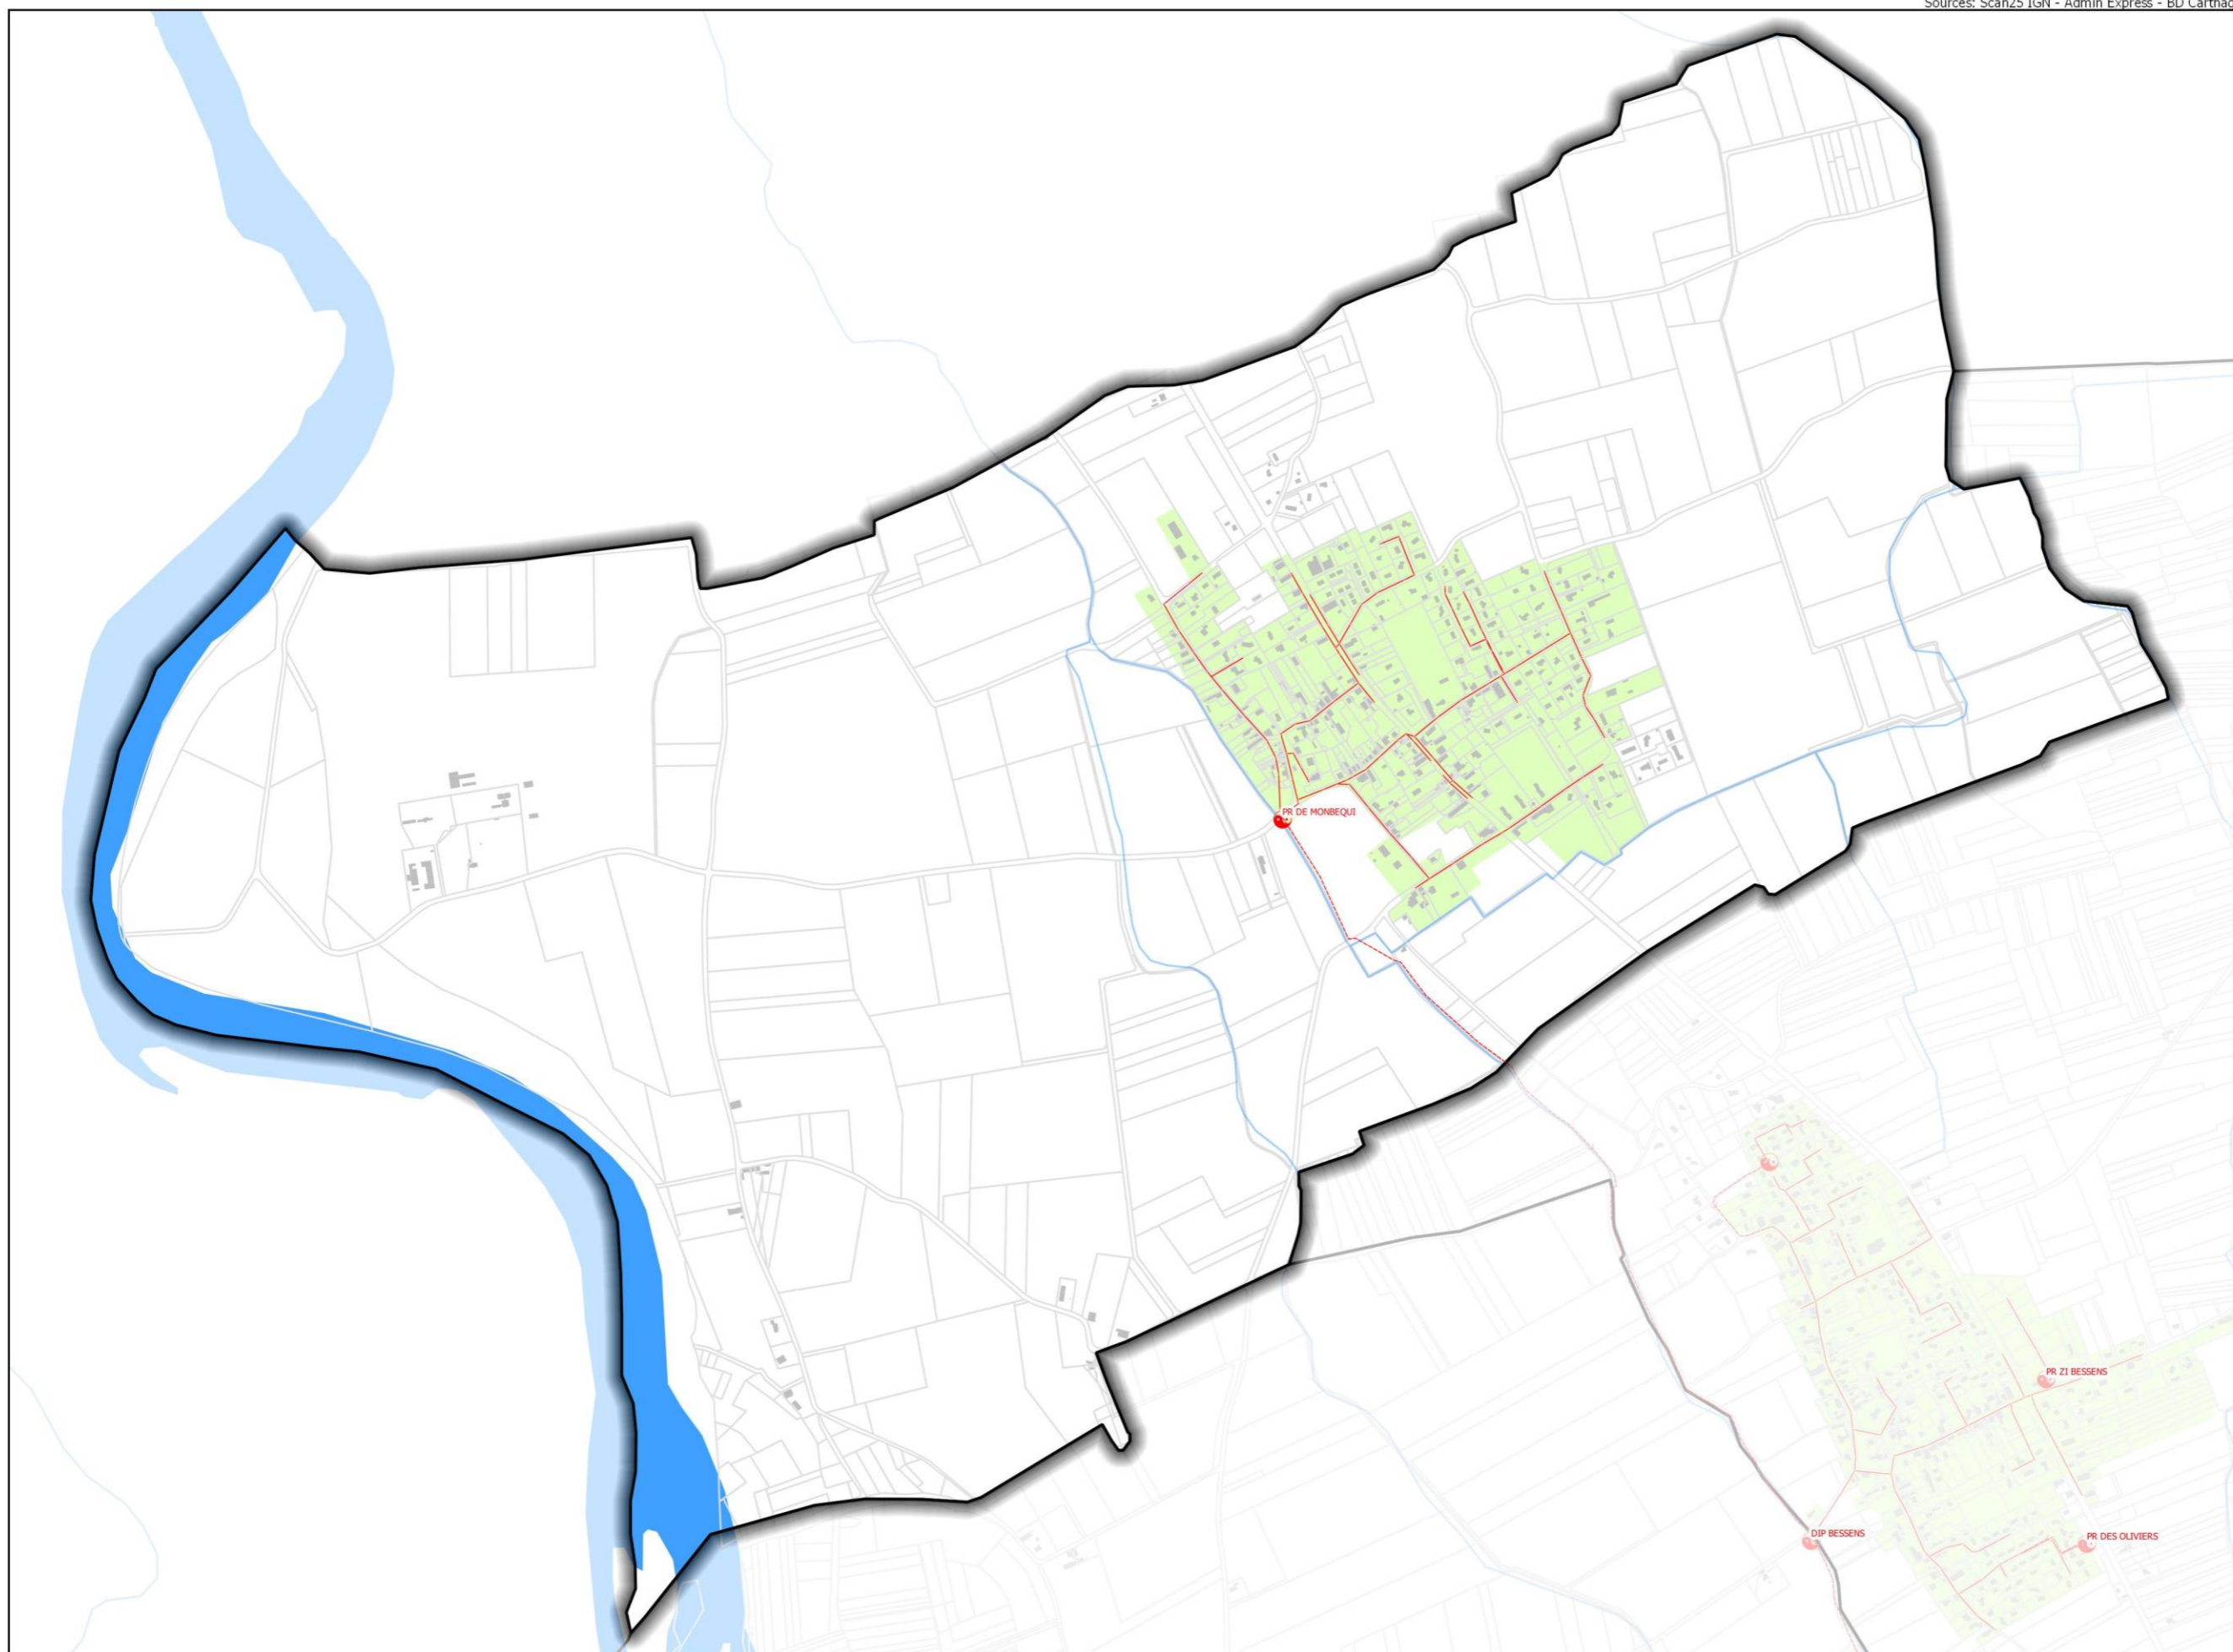 Sources: Scan25 IGN - Admin Express - BD Carthag
PR DE MONBEQUI
PR ZI BESSENS
DIP BESSENS
PR DES OLIVIERS